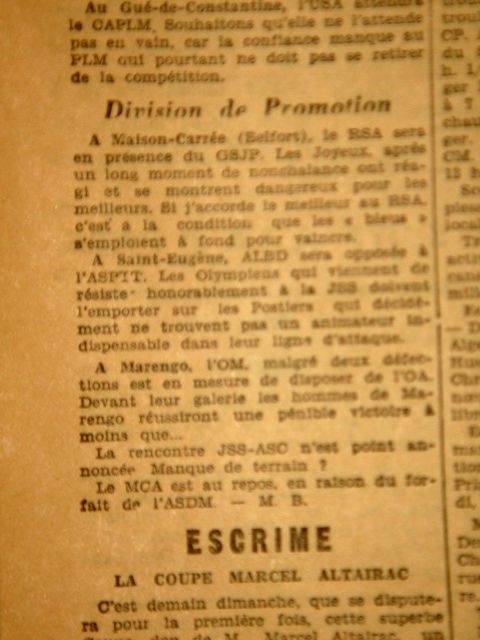 Au Gué-de-Constantine, l'USA attendra
le CAPLM. Souhaitons qu'elle ne l'attende
pas en vain, car la confiance manque au
PLM qui pourtant ne doit pas se retirer
de la compétition.
Division de Promotion
A Maison-Carrée (Belfort), le RSA sera
en présence du GSJP. Les Joyeux, après
un long moment de nonchalance ont réa-
gi et se montrent dangereux pour les
meilleurs. Si j'accorde le meilleur au RSA,
c'est à la condition que les « bleus »
s'emploient à fond pour vaincre.
A Saint-Eugène, ALBD sera opposée à
l'ASPTT. Les Olympiens qui viennent de
résiste honorablement à la JSS doivent
l'emporter sur les Postiers qui décidé-
ment ne trouvent pas un animateur in-
dispensable dans leur ligne d'attaque.
A Marengo, l'OM, malgré deux défec-
tions est en mesure de disposer de l'OA.
Devant leur galerie les hommes de Ma-
rengo réussiront une pénible victoire à
moins que...
La rencontre JSS-ASC n'est point an-
noncée Manque de terrain ?
Le MCA est au repos, en raison du for-
fait de l'ASDM. — M. B.
ESCRIME
LA COUPE MARCEL ALTAIRAC
C'est demain dimanche, que se dispute-
ra pour la première fois, cette superbe
don de M. Marcel Altairac